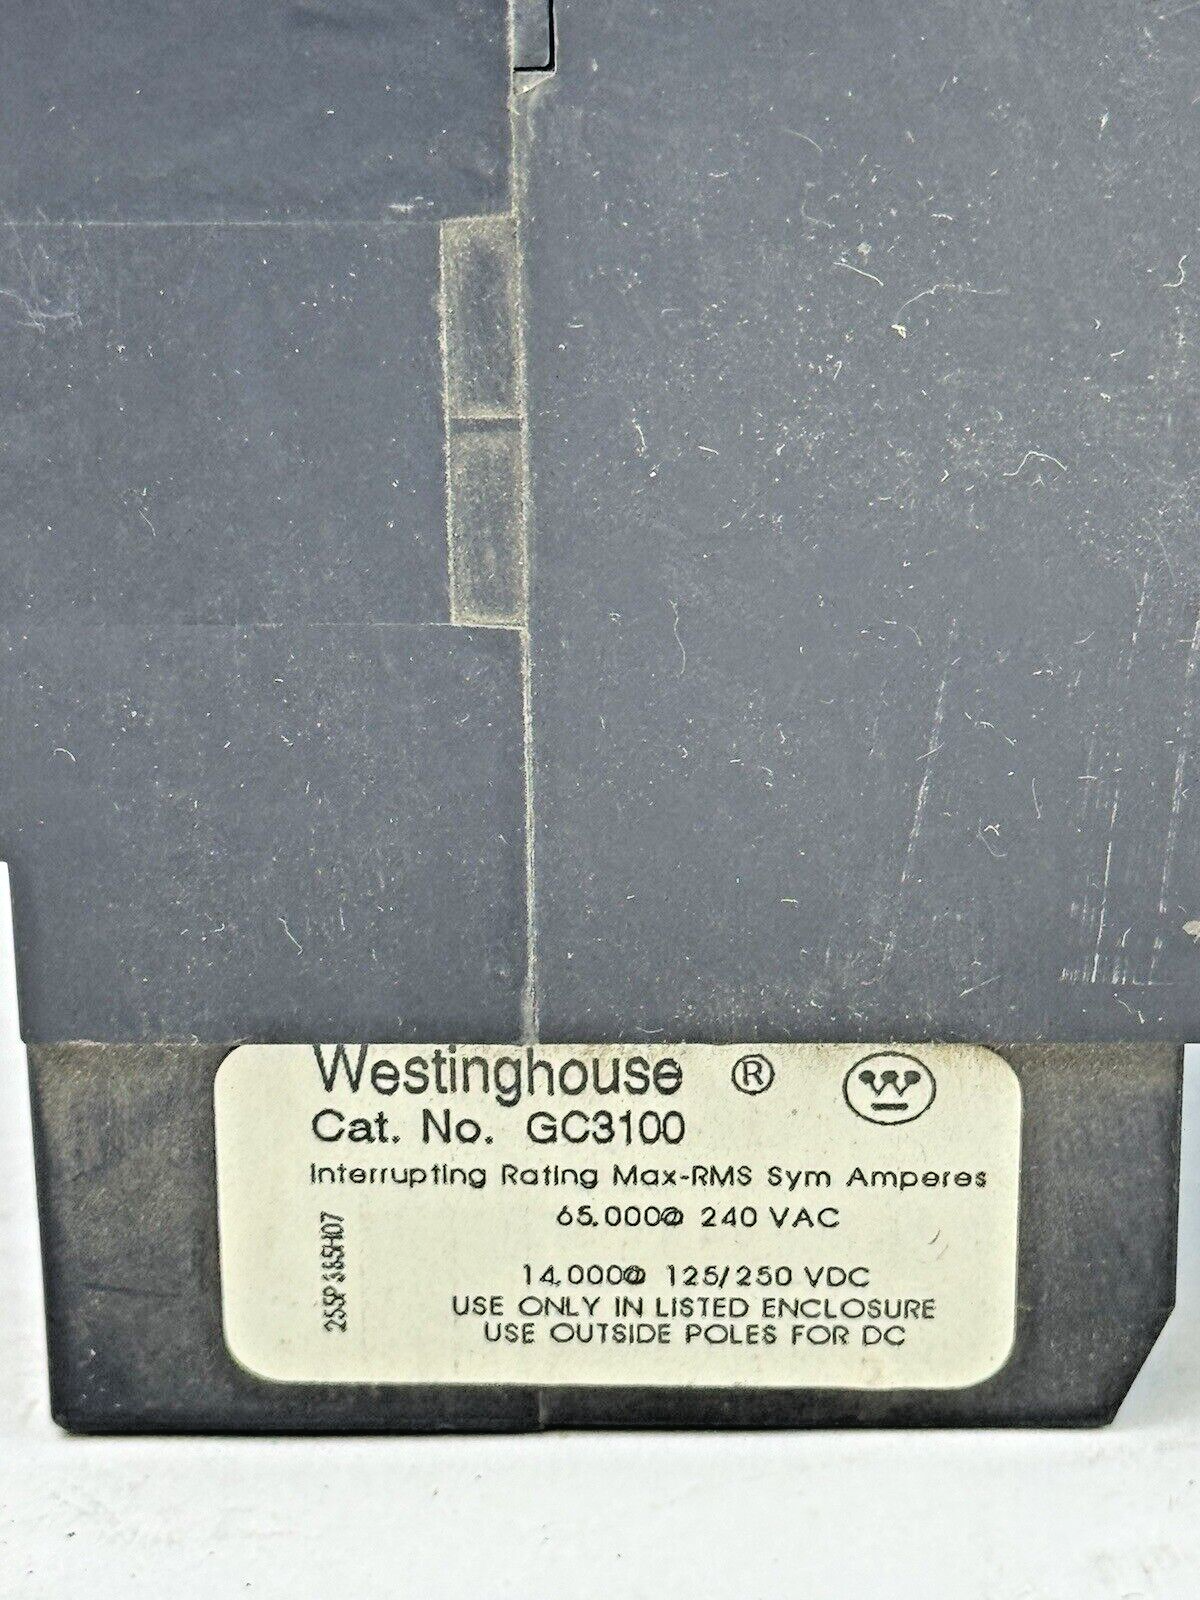 Westinghouse ®
Cat. No. GC3100
Interrupting Rating Max-RMS Sym Amperes
65,000@ 240 VAC
14,000@ 125/250 VDC
USE ONLY IN LISTED ENCLOSURE
USE OUTSIDE POLES FOR DC
255P385H07